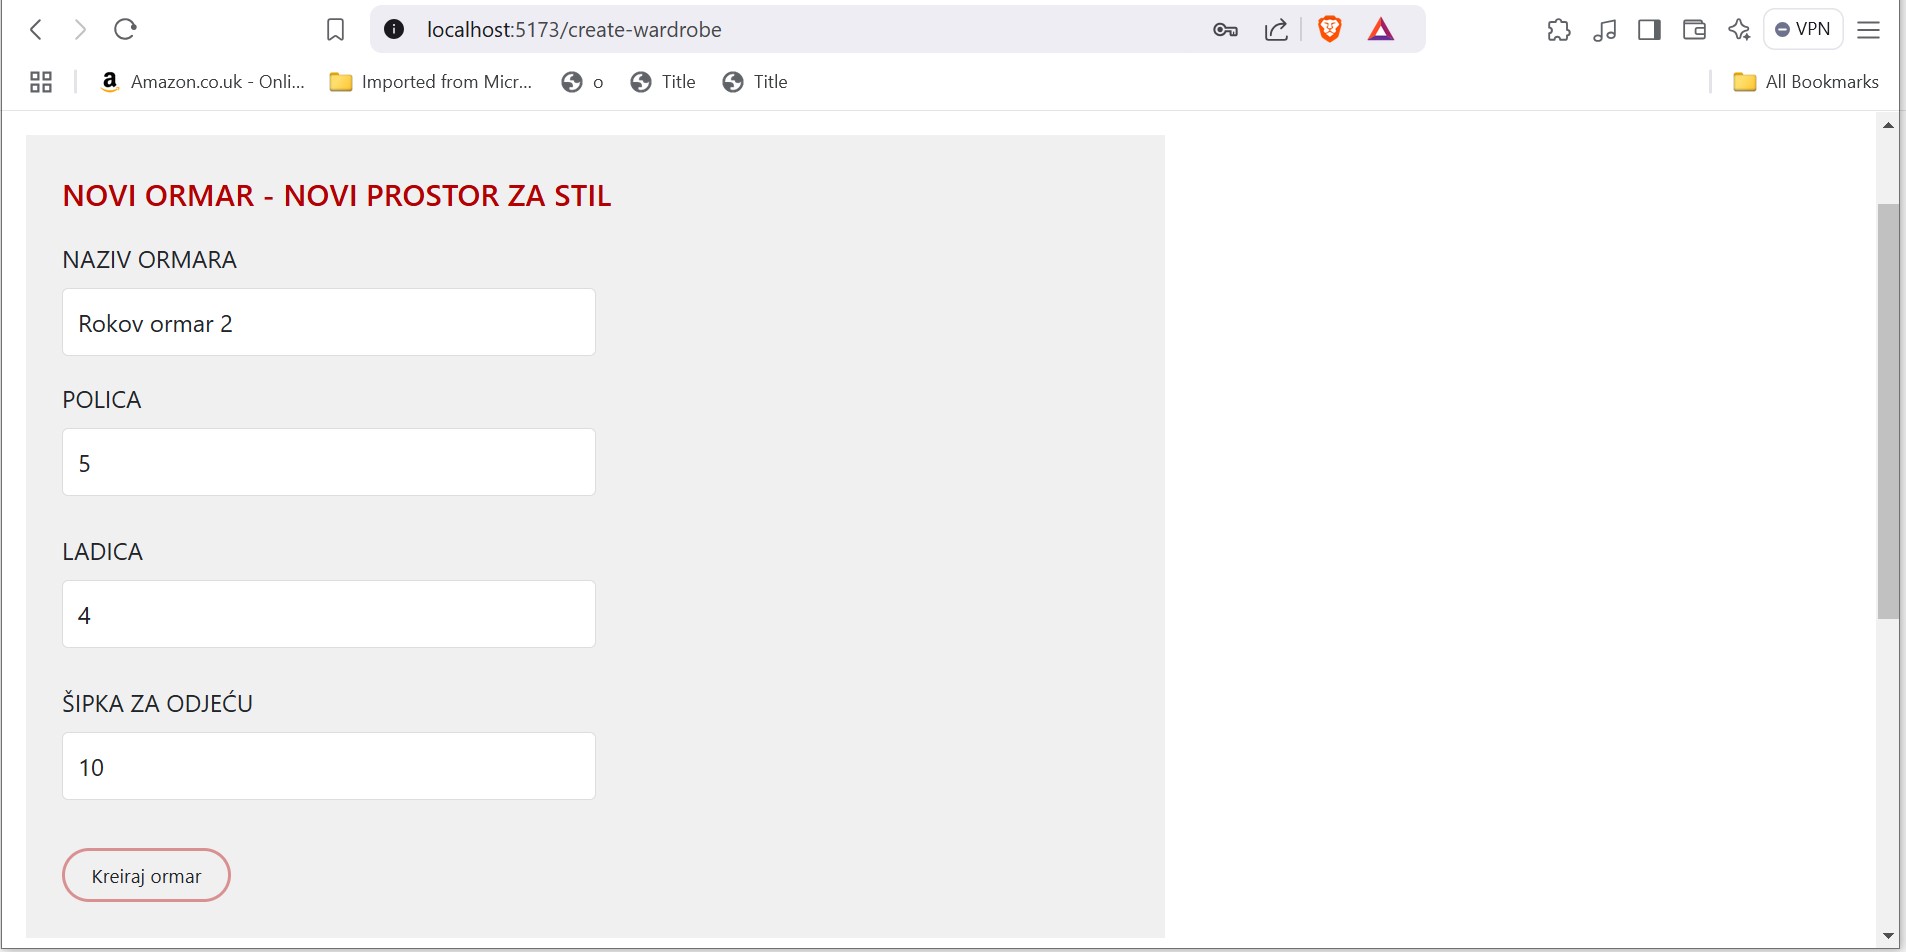 localhost:5173/create-wardrobe
VPN
Amazon.co.uk - Onli...
Imported from Micr...
o
Title
Title
All Bookmarks
NOVI ORMAR - NOVI PROSTOR ZA STIL
NAZIV ORMARA
Rokov ormar 2
POLICA
5
LADICA
4
ŠIPKA ZA ODJEĆU
10
Kreiraj ormar